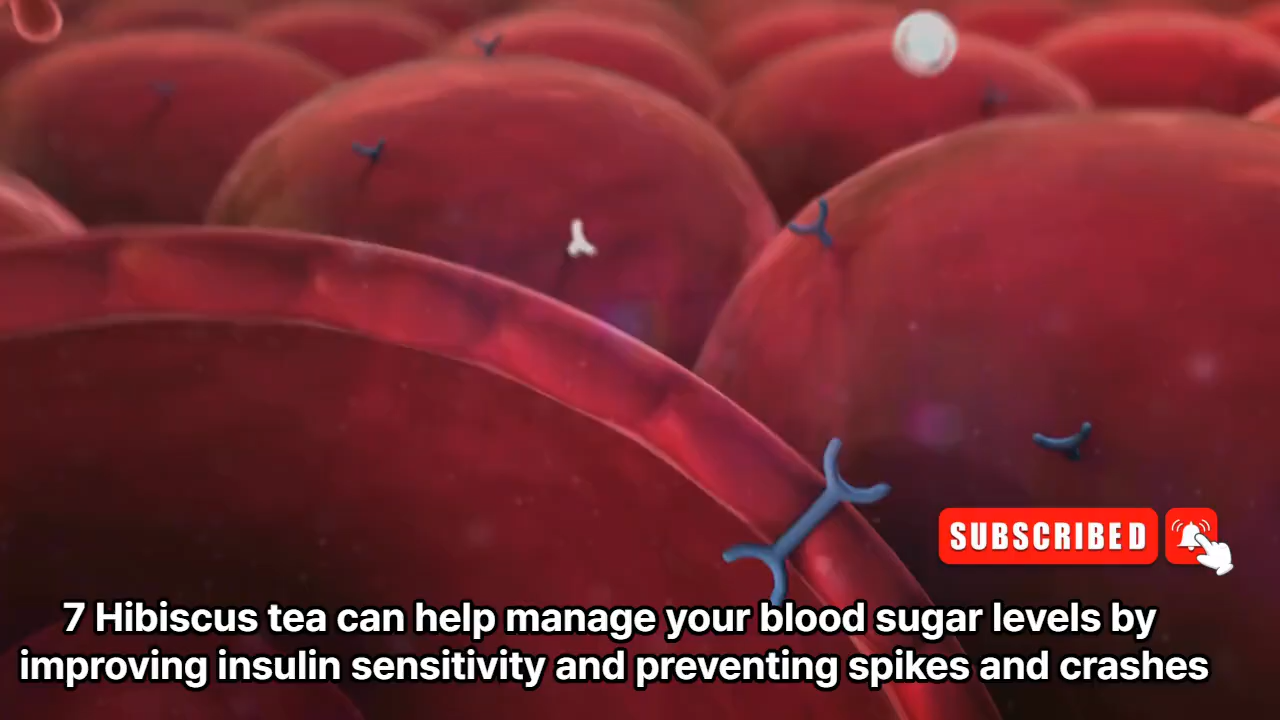 SUBSCRIBED
7 Hibiscus tea can help manage your blood sugar levels by
improving insulin sensitivity and preventing spikes and crashes